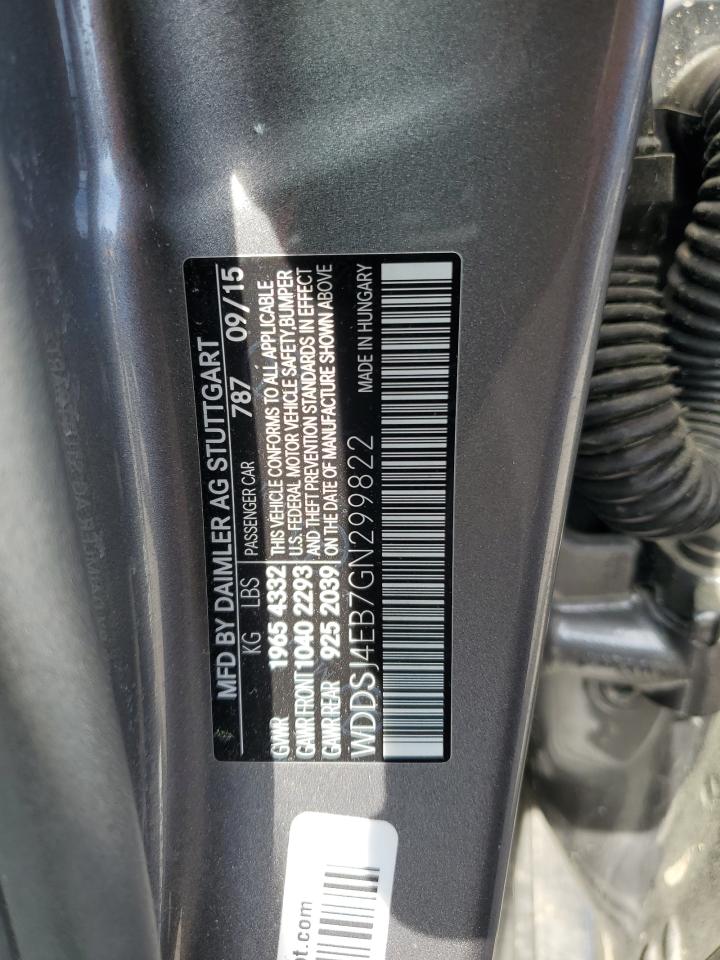 MFD BY DAIMLER AG STUTTGART
KG LBS PASSENGER CAR 787 09/15
GVWR 1965 4332 THIS VEHICLE CONFORMS TO ALL APPLICABLE
GAWR FRONT 1040 2293 U.S. FEDERAL MOTOR VEHICLE SAFETY, BUMPER
AND THEFT PREVENTION STANDARDS IN EFFECT
GAWR REAR 925 2039 ON THE DATE OF MANUFACTURE SHOWN ABOVE
WDDSJ4EB7GN299822 MADE IN HUNGARY